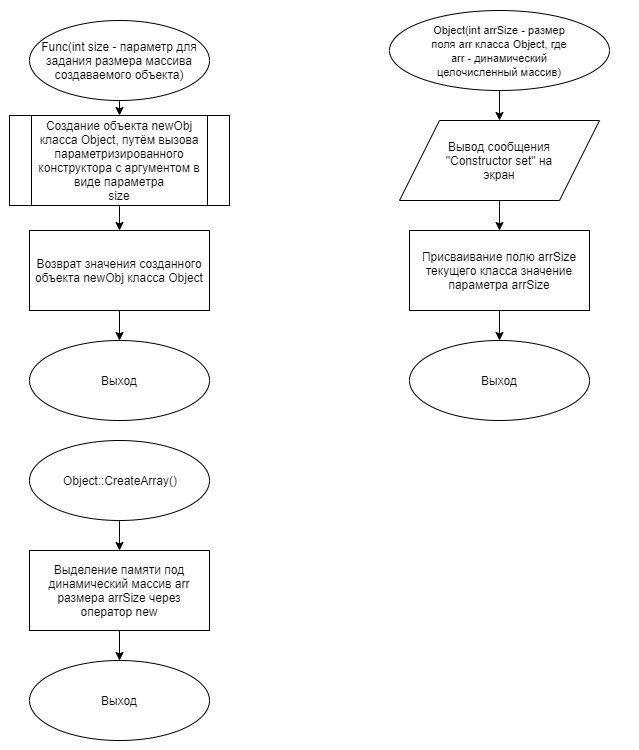 Func(int size - параметр для
задания размера массива
создаваемого объекта)
Создание объекта newObj
класса Object, путём вызова
параметризированного
конструктора с аргументом в
виде параметра
size
Возврат значения созданного
объекта newObj класса Object
Выход
Object(int arrSize - размер
поля arr класса Object, где
arr - динамический
целочисленный массив)
Вывод сообщения
"Constructor set" на
экран
Присваивание полю arrSize
текущего класса значение
параметра arrSize
Выход
Object::CreateArray()
Выделение памяти под
динамический массив arr
размера arrSize через
оператор new
Выход